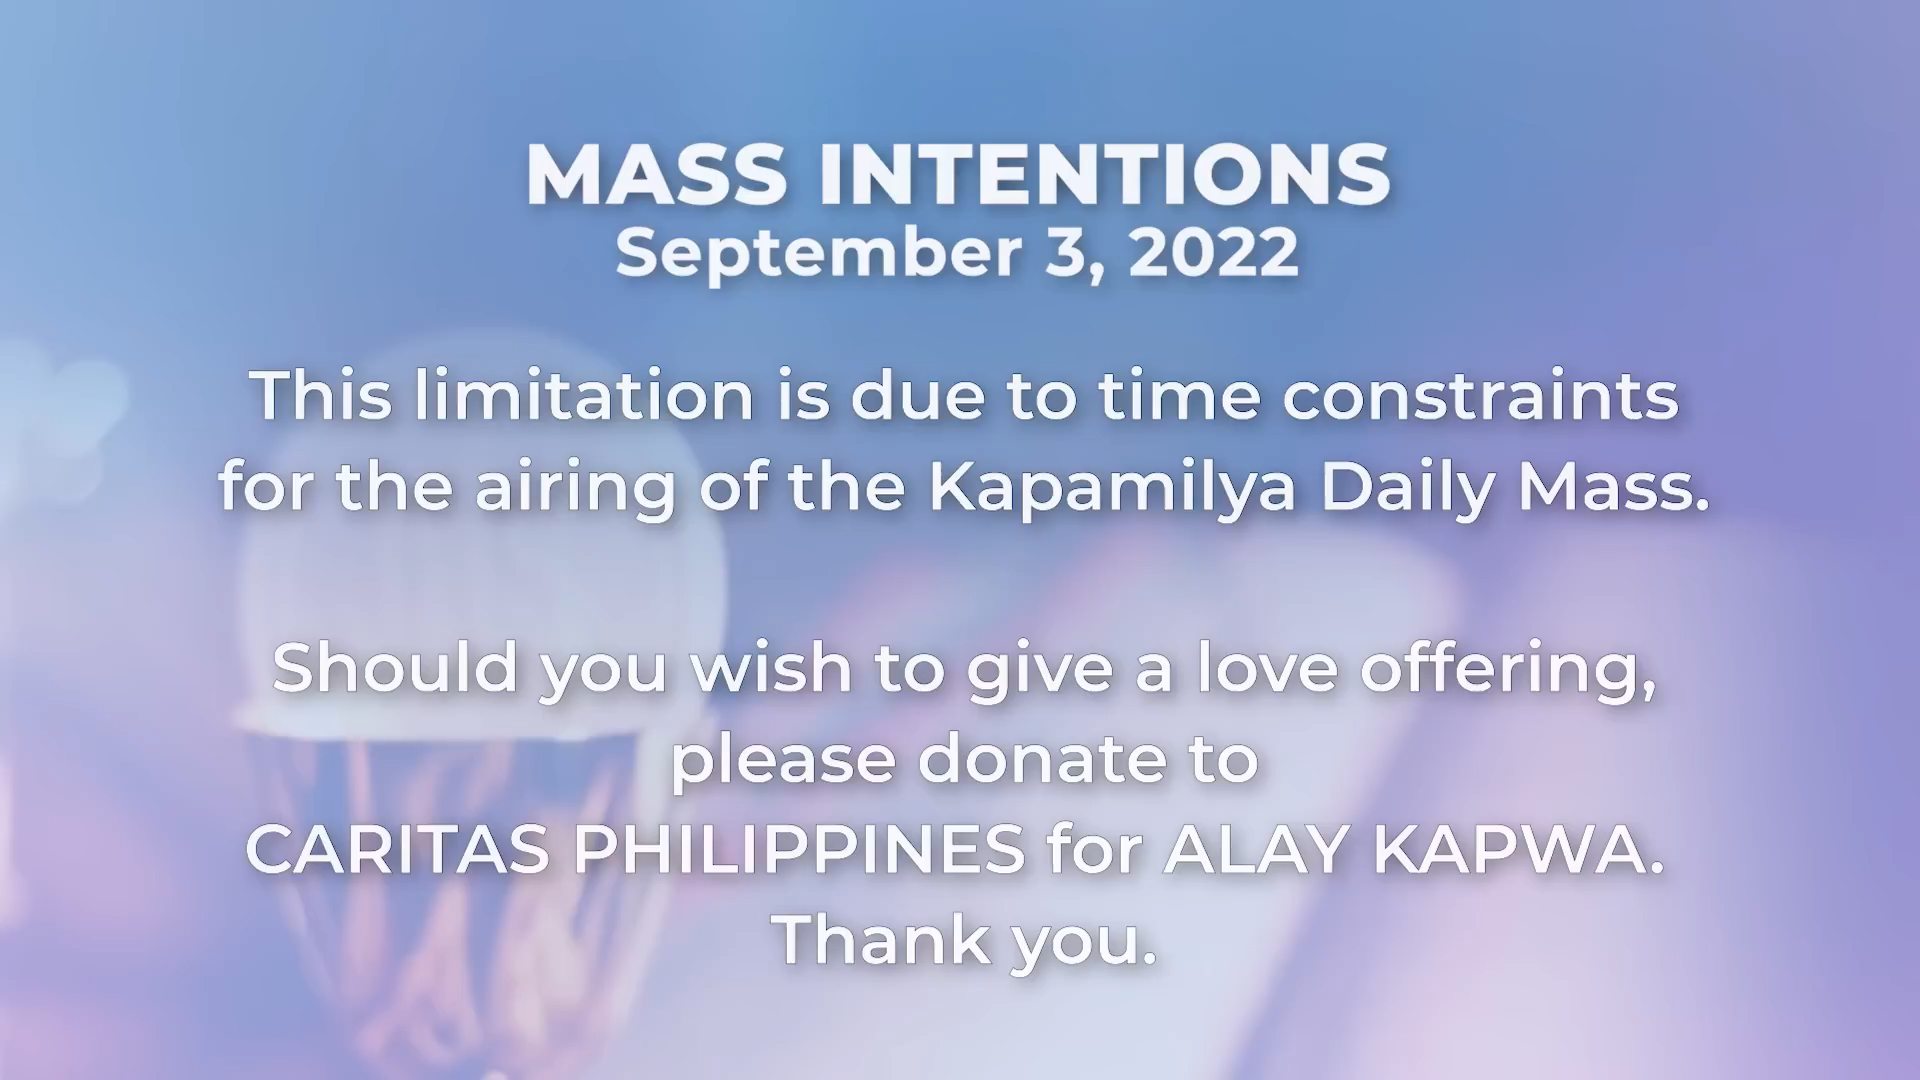 MASS INTENTIONS
September 3, 2022
This limitation is due to time constraints
for the airing of the Kapamilya Daily Mass.
Should you wish to give a love offering,
please donate to
CARITAS PHILIPPINES for ALAY KAPWA.
Thank you.